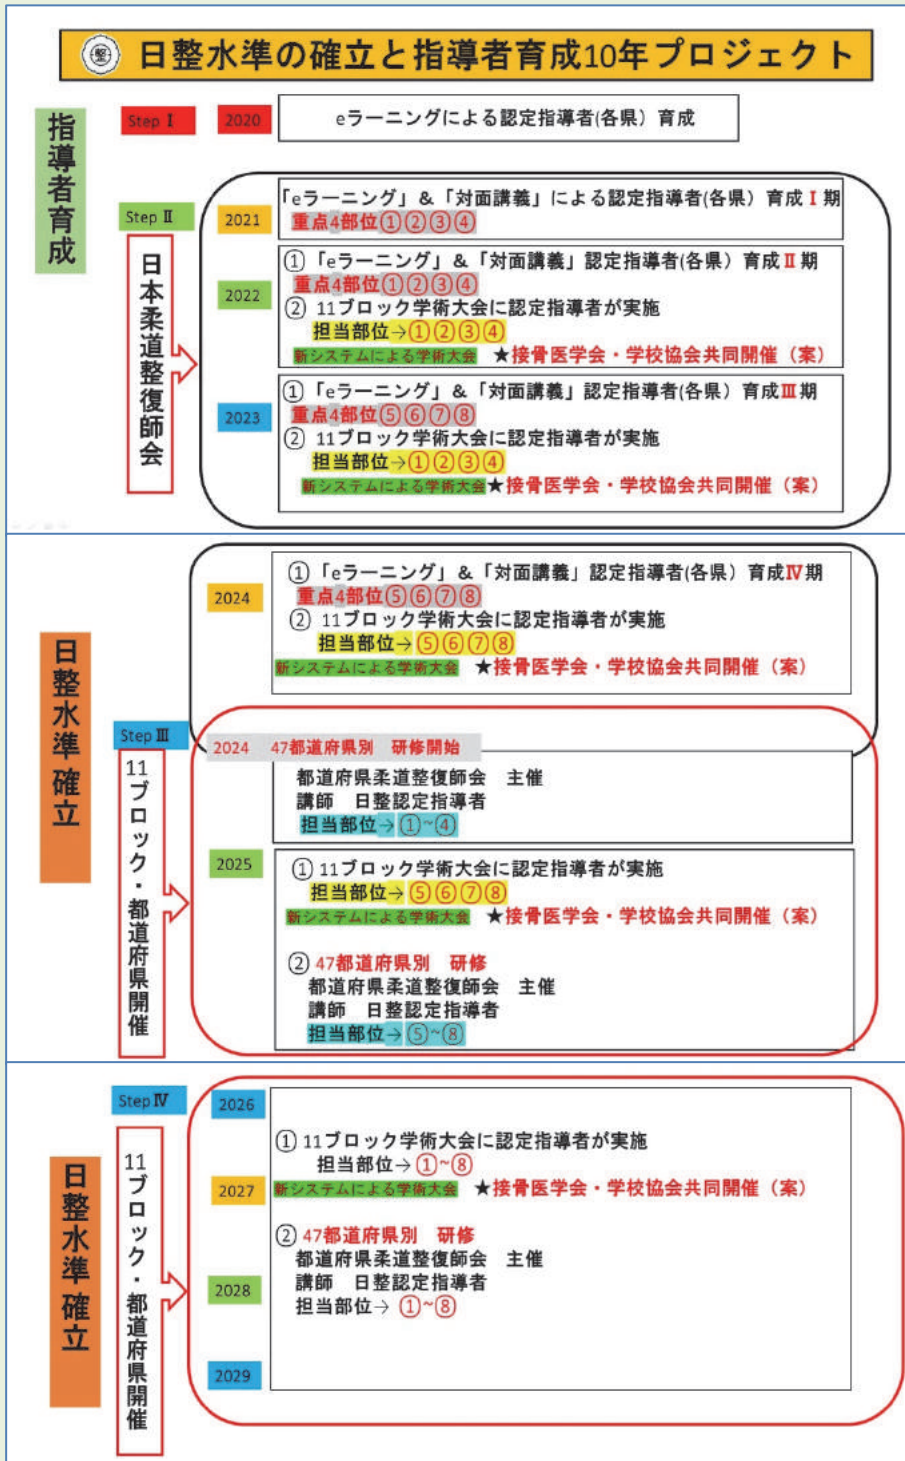 整 日整水準の確立と指導者育成10年プロジェクト
指導者育成
Step Ⅰ
2020
eラーニングによる認定指導者(各県）育成
Step Ⅱ
日本柔道整復師会
2021
「eラーニング」＆「対面講義」による認定指導者(各県）育成Ⅰ期
重点4部位①②③④
2022
①「eラーニング」＆「対面講義」認定指導者(各県）育成Ⅱ期
重点4部位①②③④
② 11ブロック学術大会に認定指導者が実施
担当部位→①②③④
新システムによる学術大会 ★接骨医学会・学校協会共同開催（案）
2023
①「eラーニング」＆「対面講義」認定指導者(各県）育成Ⅲ期
重点4部位⑤⑥⑦⑧
② 11ブロック学術大会に認定指導者が実施
担当部位→①②③④
新システムによる学術大会★接骨医学会・学校協会共同開催（案）
日整水準確立
2024
①「eラーニング」＆「対面講義」認定指導者(各県）育成Ⅳ期
重点4部位⑤⑥⑦⑧
② 11ブロック学術大会に認定指導者が実施
担当部位→⑤⑥⑦⑧
新システムによる学術大会 ★接骨医学会・学校協会共同開催（案）
Step Ⅲ
11ブロック・都道府県開催
2024 47都道府県別 研修開始
都道府県柔道整復師会 主催
講師 日整認定指導者
担当部位→①~④
2025
① 11ブロック学術大会に認定指導者が実施
担当部位→⑤⑥⑦⑧
新システムによる学術大会 ★接骨医学会・学校協会共同開催（案）
② 47都道府県別 研修
都道府県柔道整復師会 主催
講師 日整認定指導者
担当部位→⑤~⑧
日整水準確立
Step Ⅳ
11ブロック・都道府県開催
2026
① 11ブロック学術大会に認定指導者が実施
担当部位→①~⑧
2027
新システムによる学術大会 ★接骨医学会・学校協会共同開催（案）
② 47都道府県別 研修
都道府県柔道整復師会 主催
2028
講師 日整認定指導者
担当部位→ ①~⑧
2029